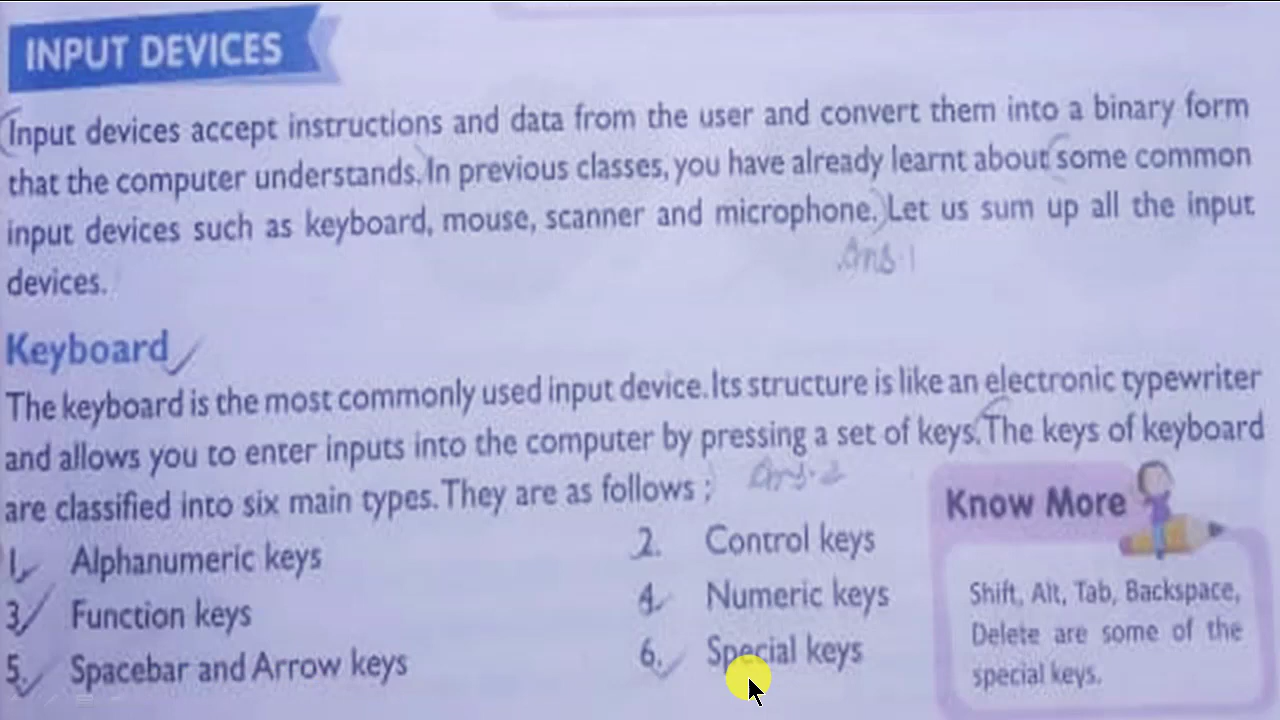 INPUT DEVICES
Input devices accept instructions and data from the user and convert them into a binary form
that the computer understands. In previous classes, you have already learnt about some common
input devices such as keyboard, mouse, scanner and microphone. Let us sum up all the input
Ans.1
devices.
Keyboard
The keyboard is the most commonly used input device. Its structure is like an electronic typewriter
and allows you to enter inputs into the computer by pressing a set of keys. The keys of keyboard
are classified into six main types. They are as follows :
Ans.2
1. Alphanumeric keys
2. Control keys
3. Function keys
4. Numeric keys
5. Spacebar and Arrow keys
6. Special keys
Know More
Shift, Alt, Tab, Backspace,
Delete are some of the
special keys.